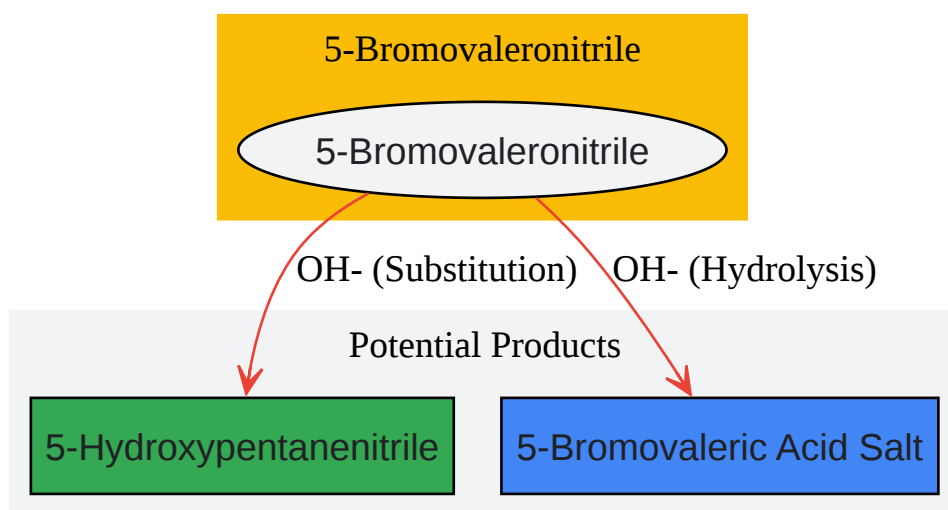 5-Bromovaleronitrile
5-Bromovaleronitrile
OH- (Substitution)
OH- (Hydrolysis)
Potential Products
5-Hydroxypentanenitrile
5-Bromovaleric Acid Salt